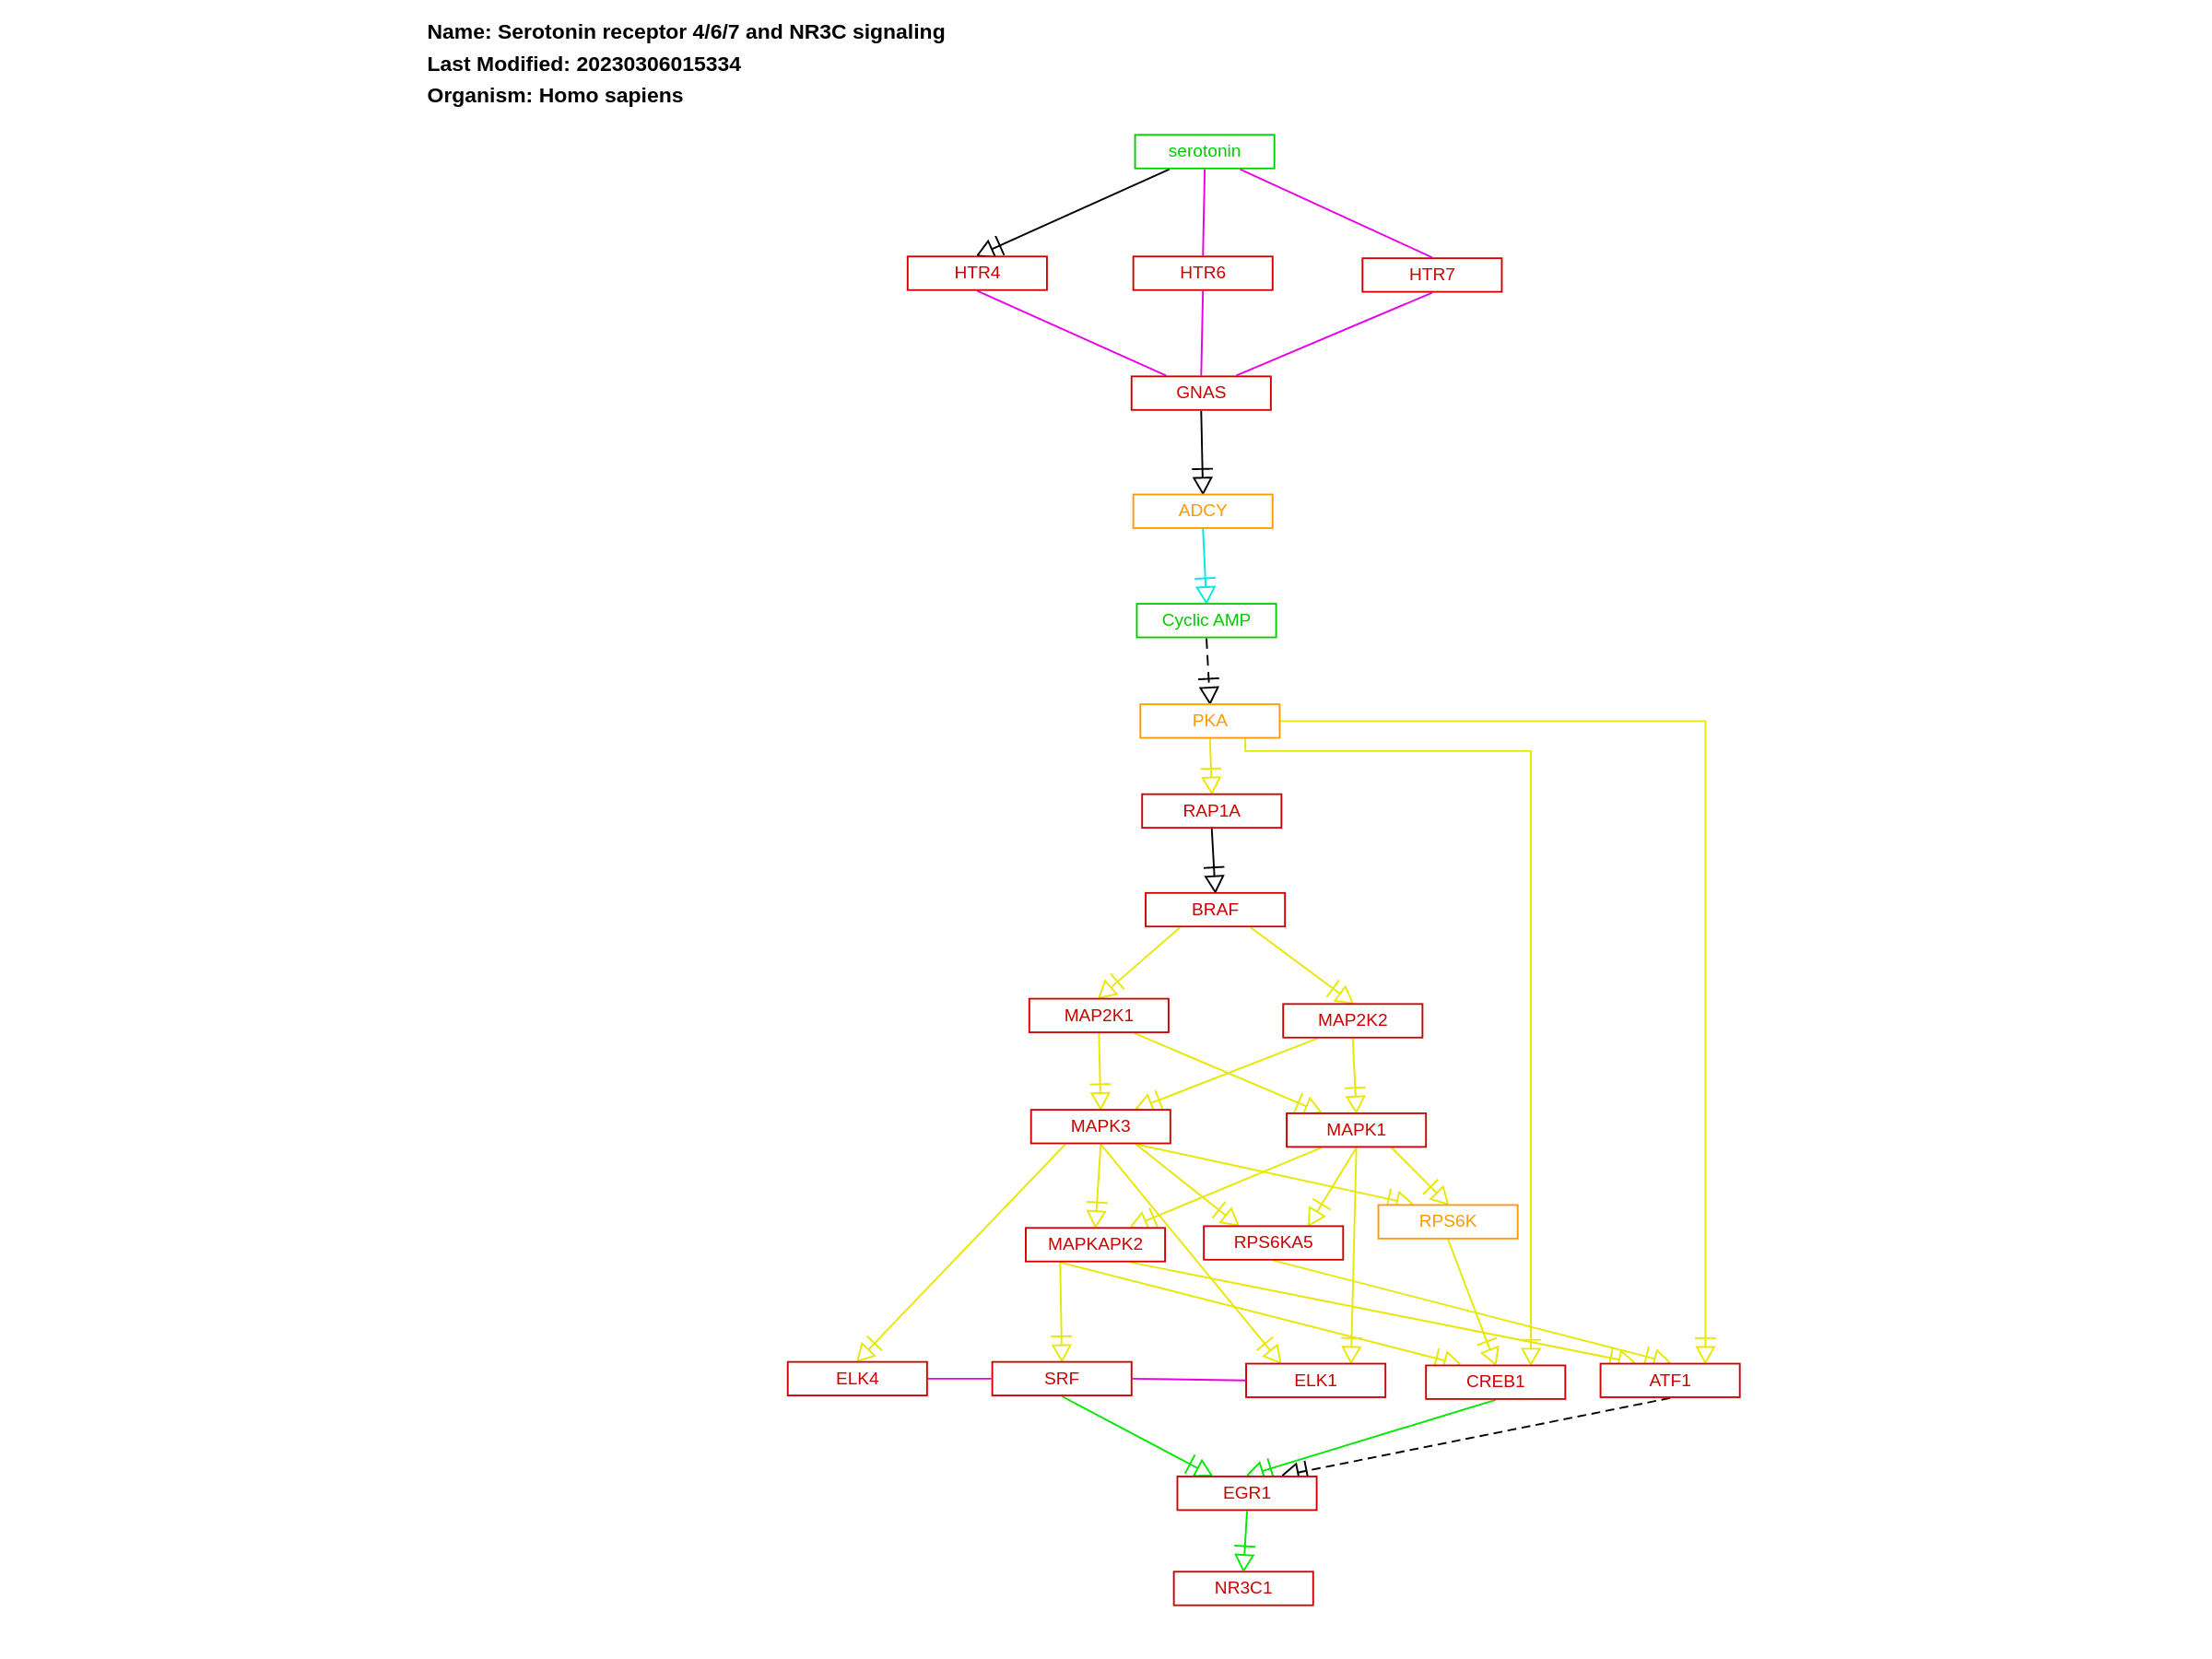 Name: Serotonin receptor 4/6/7 and NR3C signaling
Last Modified: 20230306015334
Organism: Homo sapiens
serotonin
HTR4
HTR6
HTR7
GNAS
ADCY
Cyclic AMP
PKA
RAP1A
BRAF
MAP2K1
MAP2K2
MAPK3
MAPK1
RPS6K
MAPKAPK2
RPS6KA5
ELK4
SRF
ELK1
CREB1
ATF1
EGR1
NR3C1